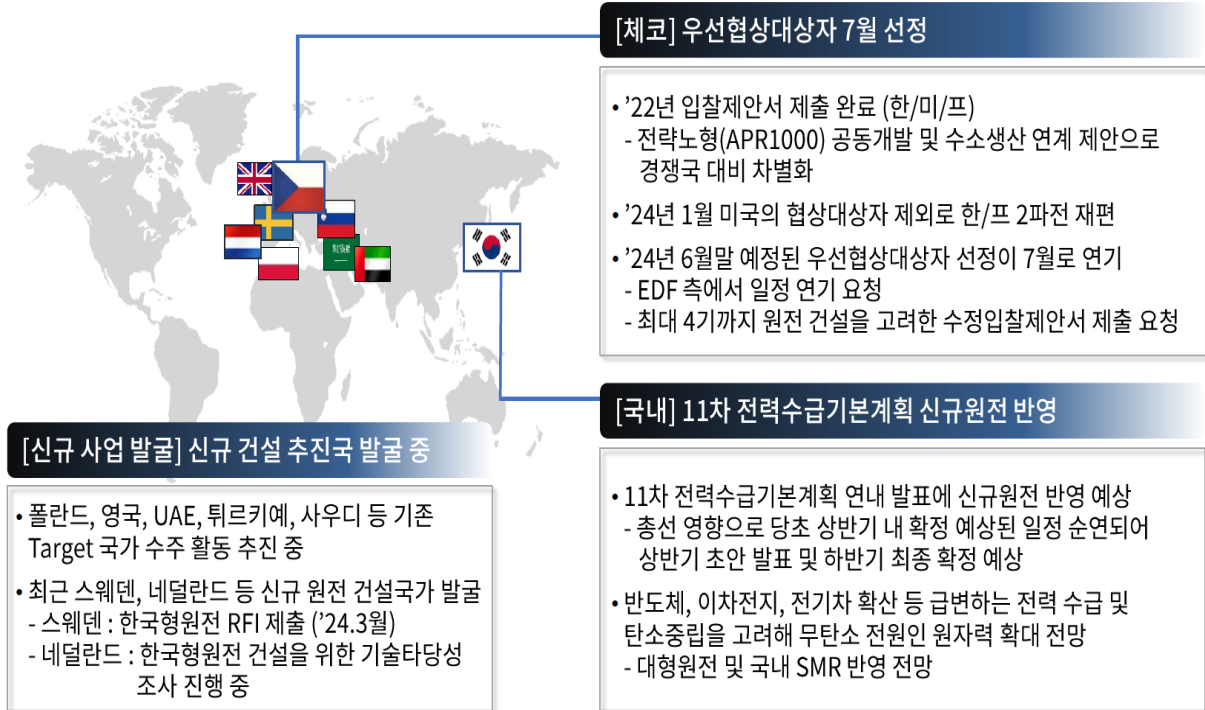 [체코] 우선협상대상자 7월 선정
• ’22년 입찰제안서 제출 완료 (한/미/프)
- 전략노형(APR1000) 공동개발 및 수소생산 연계 제안으로
경쟁국 대비 차별화
• ’24년 1월 미국의 협상대상자 제외로 한/프 2파전 재편
• ’24년 6월말 예정된 우선협상대상자 선정이 7월로 연기
- EDF 측에서 일정 연기 요청
- 최대 4기까지 원전 건설을 고려한 수정입찰제안서 제출 요청
[국내] 11차 전력수급기본계획 신규원전 반영
• 11차 전력수급기본계획 연내 발표에 신규원전 반영 예상
- 총선 영향으로 당초 상반기 내 확정 예상된 일정 순연되어
상반기 초안 발표 및 하반기 최종 확정 예상
• 반도체, 이차전지, 전기차 확산 등 급변하는 전력 수급 및
탄소중립을 고려해 무탄소 전원인 원자력 확대 전망
- 대형원전 및 국내 SMR 반영 전망
[신규 사업 발굴] 신규 건설 추진국 발굴 중
• 폴란드, 영국, UAE, 튀르키예, 사우디 등 기존
Target 국가 수주 활동 추진 중
• 최근 스웨덴, 네덜란드 등 신규 원전 건설국가 발굴
- 스웨덴 : 한국형원전 RFI 제출 (’24.3월)
- 네덜란드 : 한국형원전 건설을 위한 기술타당성
조사 진행 중